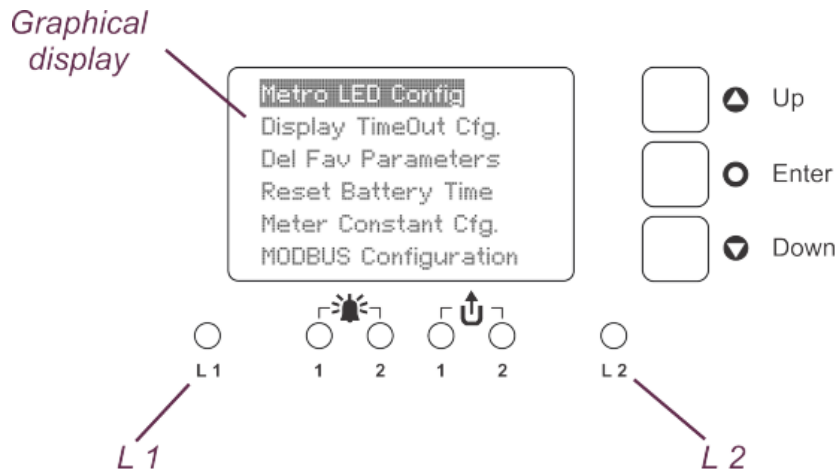 Graphical
display
Metro LED Config
Display TimeOut Cfg.
Del Fav Parameters
Reset Battery Time
Meter Constant Cfg.
MODBUS Configuration
Up
Enter
Down
L 1
1
2
1
2
L 2
L 1
L 2